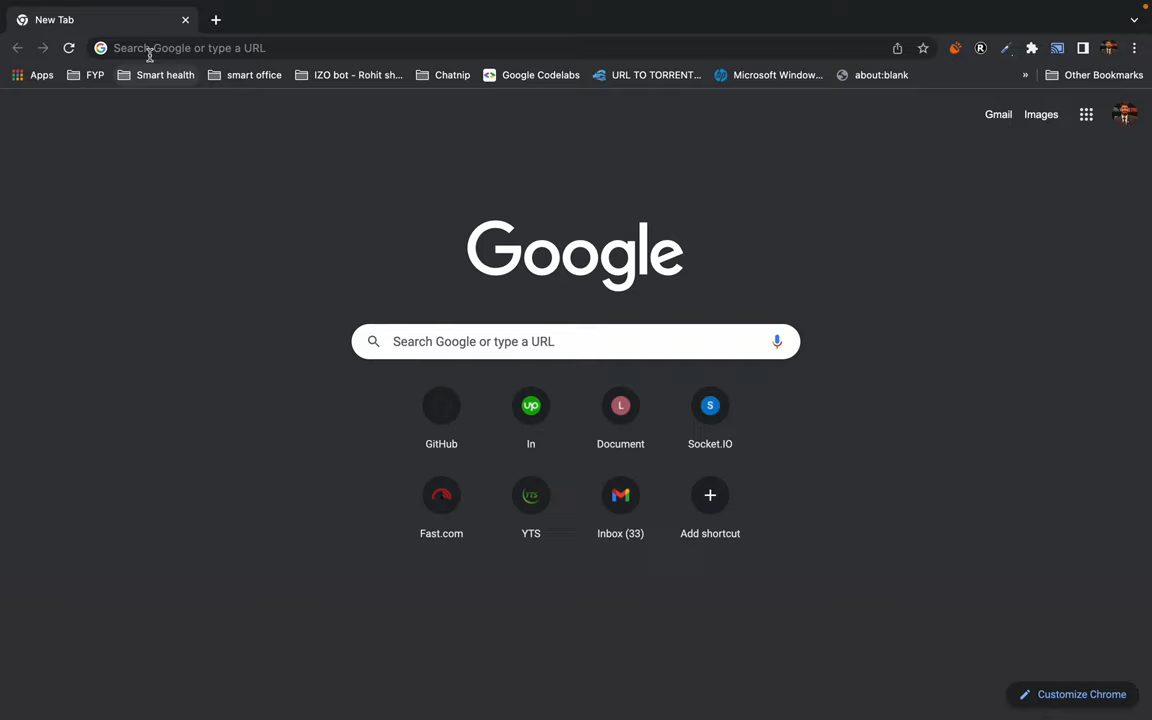 New Tab
Search Google or type a URL
Apps FYP Smart health smart office IZO bot - Rohit sh... Chatnip Google Codelabs URL TO TORRENT... Microsoft Window... about:blank » Other Bookmarks
Gmail Images
Google
Search Google or type a URL
up L S
GitHub In Document Socket.IO
YTS
Fast.com YTS Inbox (33) Add shortcut
Customize Chrome